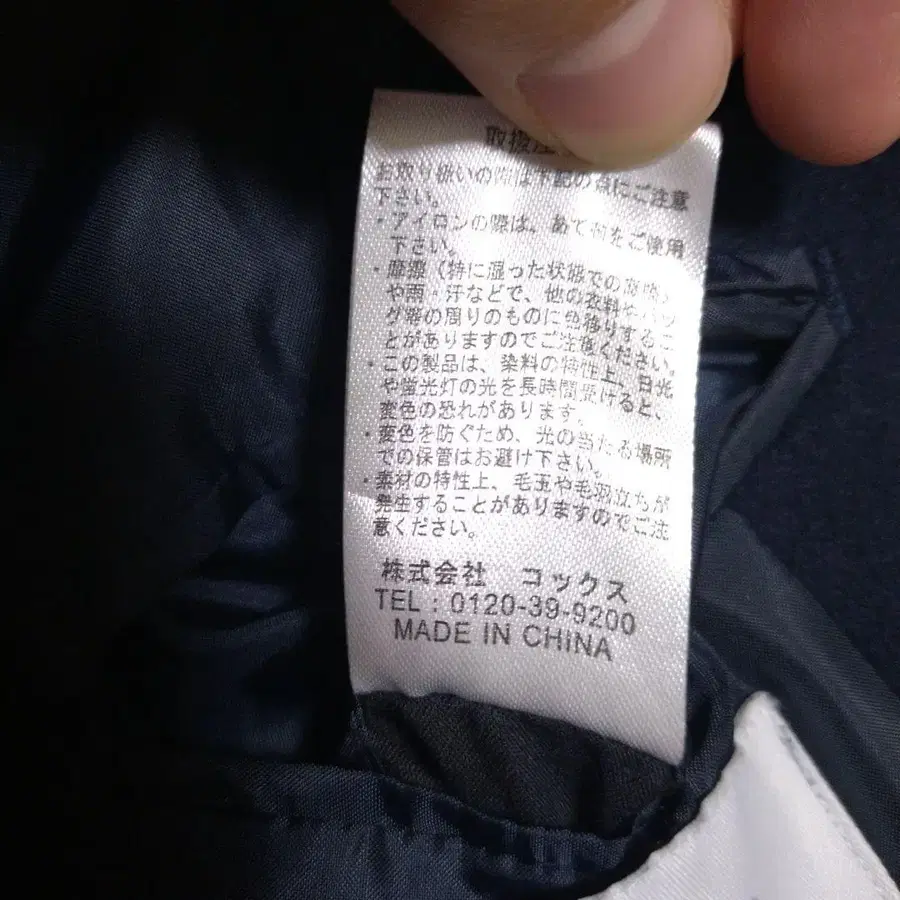 取扱注
お取り扱いの際は下記の点にご注意
下さい。
・アイロンの際は、あて布をご使用
下さい。
・摩擦(特に湿った状態での摩擦)
や雨・汗などで、他の衣料やバッ
グ等の周りのものに色移りするこ
とがありますのでご注意ください。
・この製品は、染料の特性上、日光
や蛍光灯の光を長時間受けると、
変色の恐れがあります。
・変色を防ぐため、光の当たる場所
での保管はお避け下さい。
・素材の特性上、毛玉や毛羽立ちが
発生することがありますのでご注
意ください。
株式会社 コックス
TEL:0120-39-9200
MADE IN CHINA